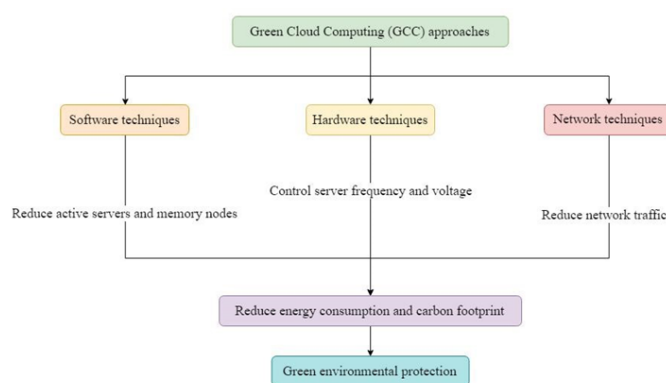 Green Cloud Computing (GCC) approaches
Software techniques
Hardware techniques
Network techniques
Control server frequency and voltage
Reduce active servers and memory nodes
Reduce network traffic
Reduce energy consumption and carbon footprint
Green environmental protection